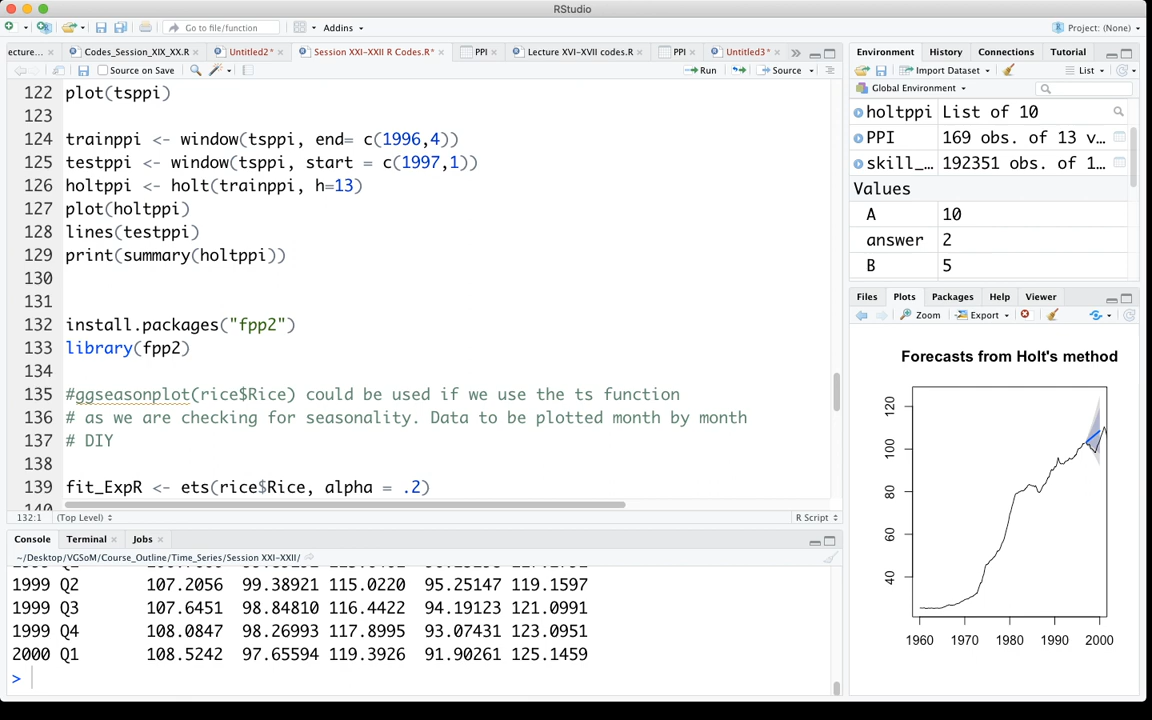 RStudio
Go to file/function
Addins
Project: (None)
ecture...
Codes_Session_XIX_XX.R
Untitled2*
Session XXI-XXII R Codes.R*
PPI
Lecture XVI-XVII codes.R
PPI
Untitled3*
Source on Save
Run
Source
122 plot(tsppi)
123
124 trainppi <- window(tsppi, end= c(1996,4))
125 testppi <- window(tsppi, start = c(1997,1))
126 holtppi <- holt(trainppi, h=13)
127 plot(holtppi)
128 lines(testppi)
129 print(summary(holtppi))
130
131
132 install.packages("fpp2")
133 library(fpp2)
134
135 #ggseasonplot(rice$Rice) could be used if we use the ts function
136 # as we are checking for seasonality. Data to be plotted month by month
137 # DIY
138
139 fit_ExpR <- ets(rice$Rice, alpha = .2)
140
132:1 (Top Level) R Script
Console Terminal Jobs
~/Desktop/VGSoM/Course_Outline/Time_Series/Session XXI-XXII/
1999 Q2 107.2056 99.38921 115.0220 95.25147 119.1597
1999 Q3 107.6451 98.84810 116.4422 94.19123 121.0991
1999 Q4 108.0847 98.26993 117.8995 93.07431 123.0951
2000 Q1 108.5242 97.65594 119.3926 91.90261 125.1459
>
Environment History Connections Tutorial
Import Dataset List
Global Environment
holtppi List of 10
PPI 169 obs. of 13 v...
skill_... 192351 obs. of 1...
Values
A 10
answer 2
B 5
Files Plots Packages Help Viewer
Zoom Export
Forecasts from Holt's method
120
100
80
60
40
1960 1970 1980 1990 2000